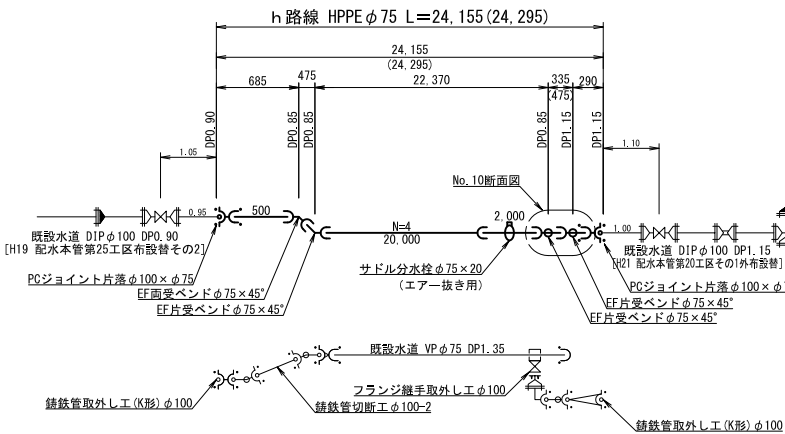 h路線 HPPEφ75 L=24,155(24,295)
24,155
(24,295)
685
475
22,370
335
(475)
290
DP0.90
DP0.85
DP0.85
DP0.85
DP1.15
DP1.15
1.05
1.10
No.10断面図
0.95
500
N=4
20,000
2,000
1.00
既設水道 DIPφ100 DP0.90
[H19 配水本管第25工区布設替その2]
既設水道 DIPφ100 DP1.15
[H21 配水本管第20工区その1外布設替]
サドル分水栓φ75×20
(エアー抜き用)
PCジョイント片落φ100×φ75
EF両受ベンドφ75×45°
EF片受ベンドφ75×45°
PCジョイント片落φ100×φ
EF片受ベンドφ75×45°
EF片受ベンドφ75×45°
既設水道 VPφ75 DP1.35
フランジ継手取外し工φ100
鋳鉄管取外し工(K形)φ100
鋳鉄管切断工φ100-2
鋳鉄管取外し工(K形)φ100